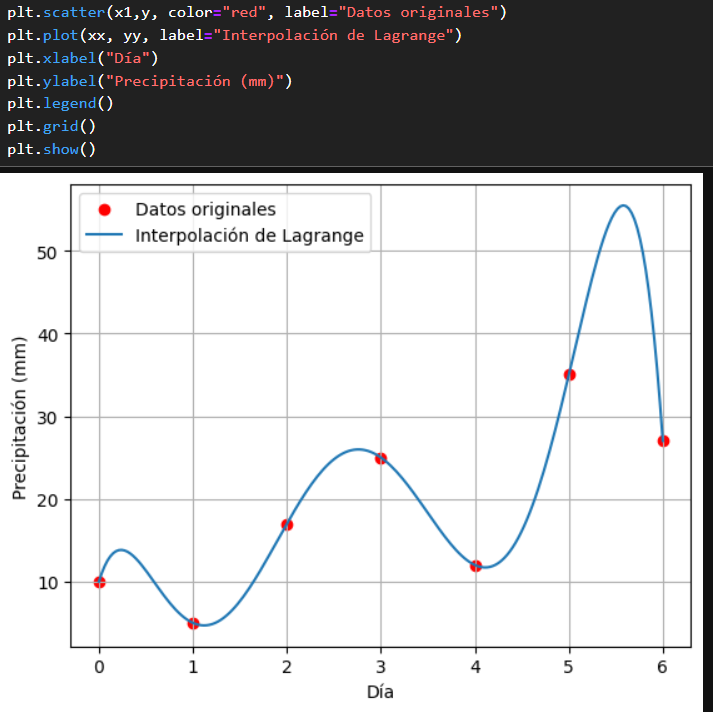 plt.scatter(x1,y, color="red", label="Datos originales")
plt.plot(xx, yy, label="Interpolación de Lagrange")
plt.xlabel("Día")
plt.ylabel("Precipitación (mm)")
plt.legend()
plt.grid()
plt.show()
Datos originales
Interpolación de Lagrange
50
40
30
20
10
Precipitación (mm)
0 1 2 3 4 5 6
Día